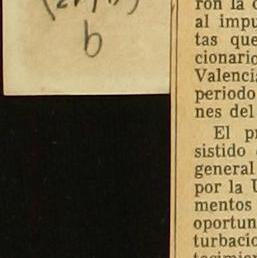 b
ron la
al impu
tas que
cionario
Valencia
periodo
nes del
El pr
sistido
general
por la U
mentos
oportun
turbacio